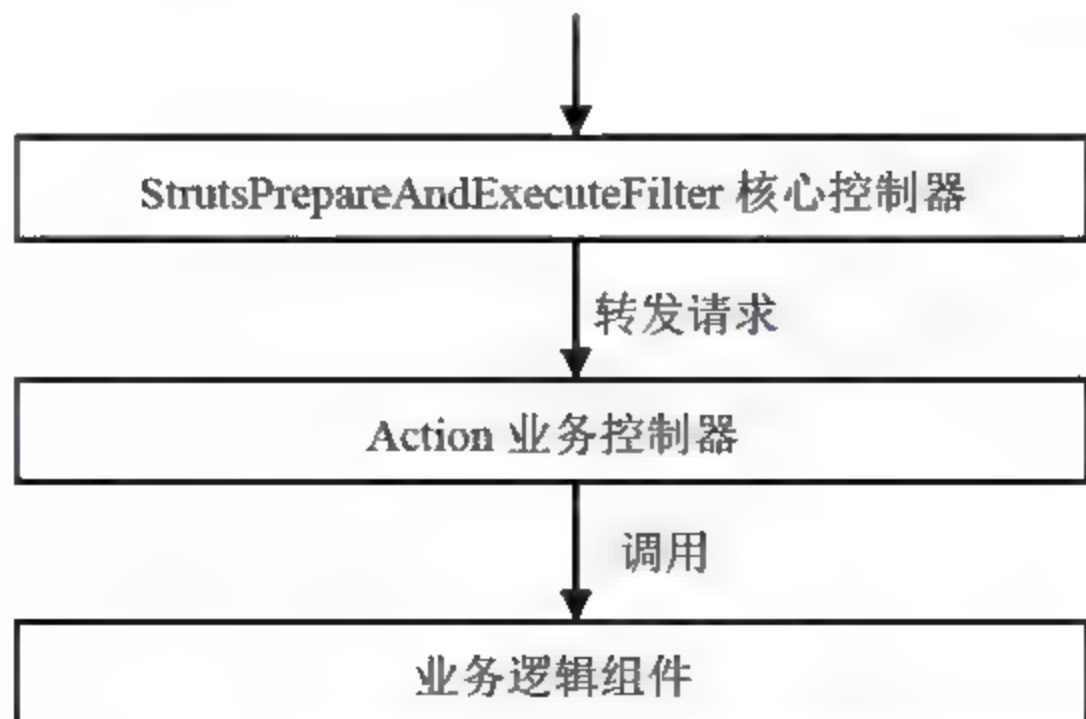 StrutsPrepareAndExecuteFilter 核心控制器
转发请求
Action 业务控制器
调用
业务逻辑组件